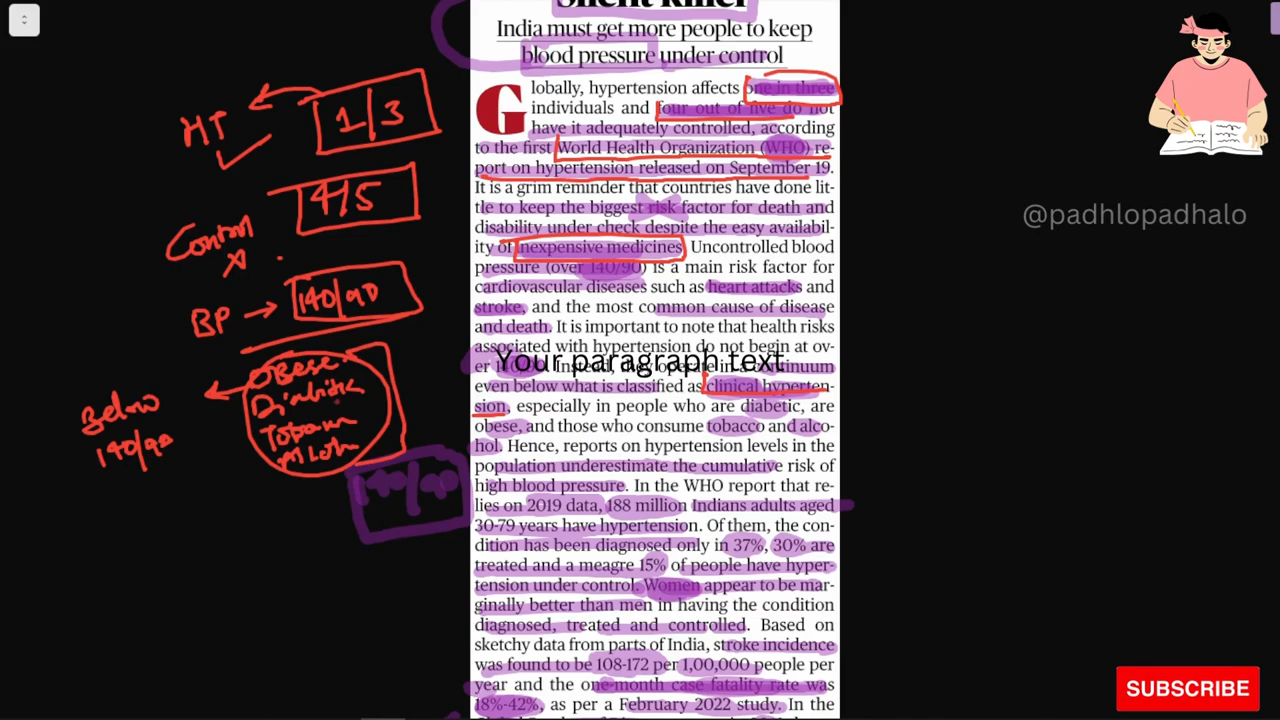 Silent killer
India must get more people to keep
blood pressure under control
Globally, hypertension affects one in three
individuals and four out of five do not
have it adequately controlled, according
to the first World Health Organization (WHO) re-
port on hypertension released on September 19.
It is a grim reminder that countries have done lit-
tle to keep the biggest risk factor for death and
disability under check despite the easy availabil-
ity of inexpensive medicines. Uncontrolled blood
pressure (over 140/90) is a main risk factor for
cardiovascular diseases such as heart attacks and
stroke, and the most common cause of disease
and death. It is important to note that health risks
associated with hypertension do not begin at ov-
er Instead, they operate in a continuum
Your paragraph text
even below what is classified as clinical hyperten-
sion, especially in people who are diabetic, are
obese, and those who consume tobacco and alco-
hol. Hence, reports on hypertension levels in the
population underestimate the cumulative risk of
high blood pressure. In the WHO report that re-
lies on 2019 data, 188 million Indians adults aged
30-79 years have hypertension. Of them, the con-
dition has been diagnosed only in 37%, 30% are
treated and a meagre 15% of people have hyper-
tension under control. Women appear to be mar-
ginally better than men in having the condition
diagnosed, treated and controlled. Based on
sketchy data from parts of India, stroke incidence
was found to be 108-172 per 1,00,000 people per
year and the one-month case fatality rate was
18%-42%, as per a February 2022 study. In the
HT 1/3
4/5
Control X
BP → 140/90
Obese
Tobacco
Below
140/90
140/90
@padhlopadhalo
SUBSCRIBE